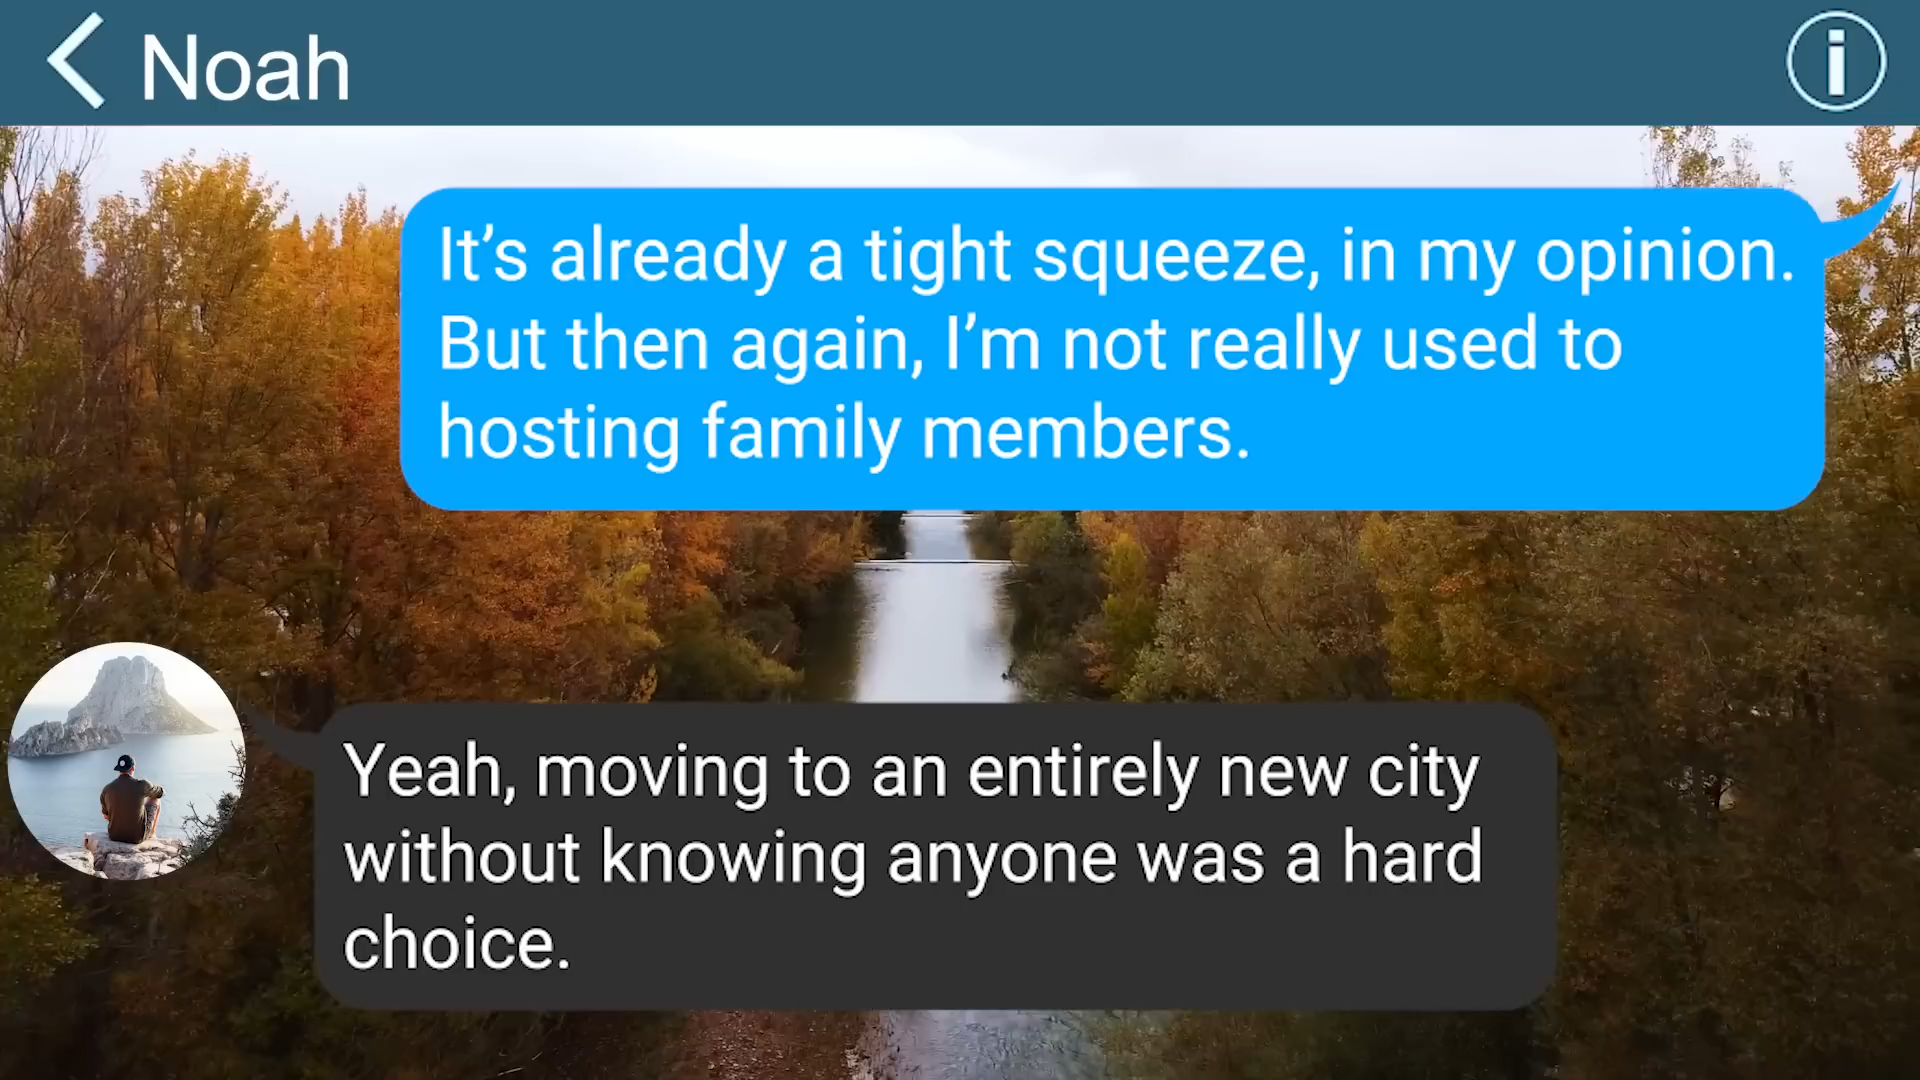 Noah
It’s already a tight squeeze, in my opinion.
But then again, I’m not really used to
hosting family members.
Yeah, moving to an entirely new city
without knowing anyone was a hard
choice.